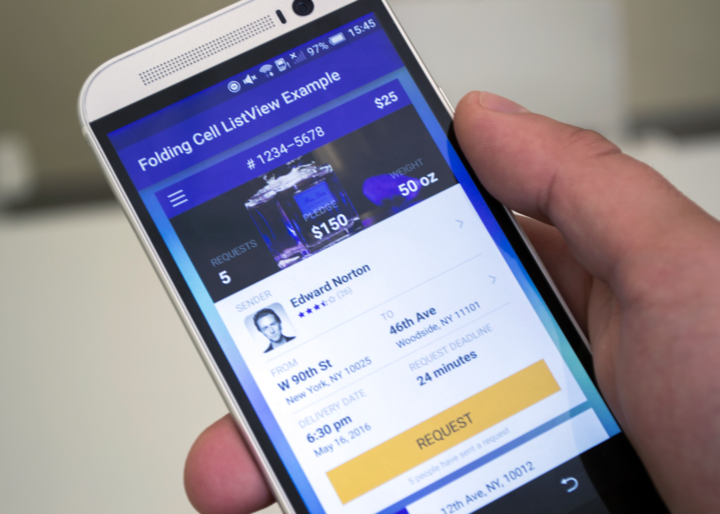 97% 15:45
Folding Cell ListView Example
# 1234-5678 $25
REQUESTS PLEDGE WEIGHT
5 $150 50 oz
SENDER
Edward Norton
(26)
FROM TO
W 90th St 46th Ave
New York, NY 10025 Woodside, NY 11101
DELIVERY DATE REQUEST DEADLINE
6:30 pm 24 minutes
May 16, 2016
REQUEST
5 people have sent a request
12th Ave, NY, 10012